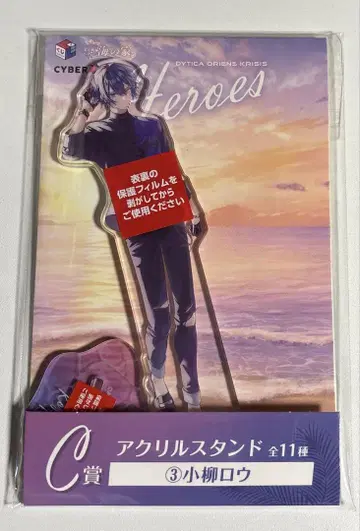 CYBER
DYTICA ORIENS KRISIS
Heroes
表裏の
保護フィルムを
剥がしてから
ご使用ください
C賞
アクリルスタンド 全11種
③小柳ロウ